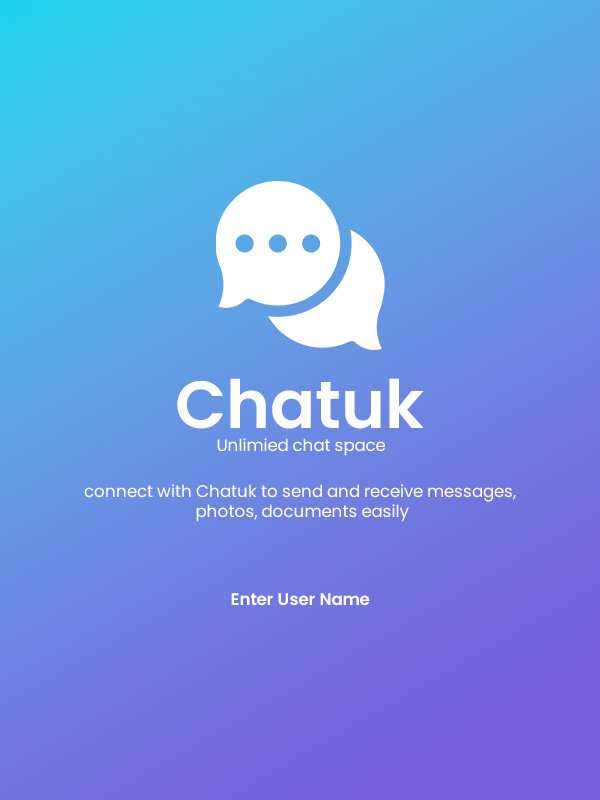 Chatuk
Unlimied chat space
connect with Chatuk to send and receive messages,
photos, documents easily
Enter User Name